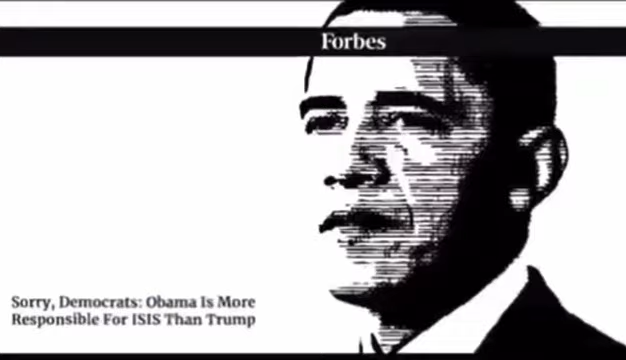 Forbes
Sorry, Democrats: Obama Is More
Responsible For ISIS Than Trump